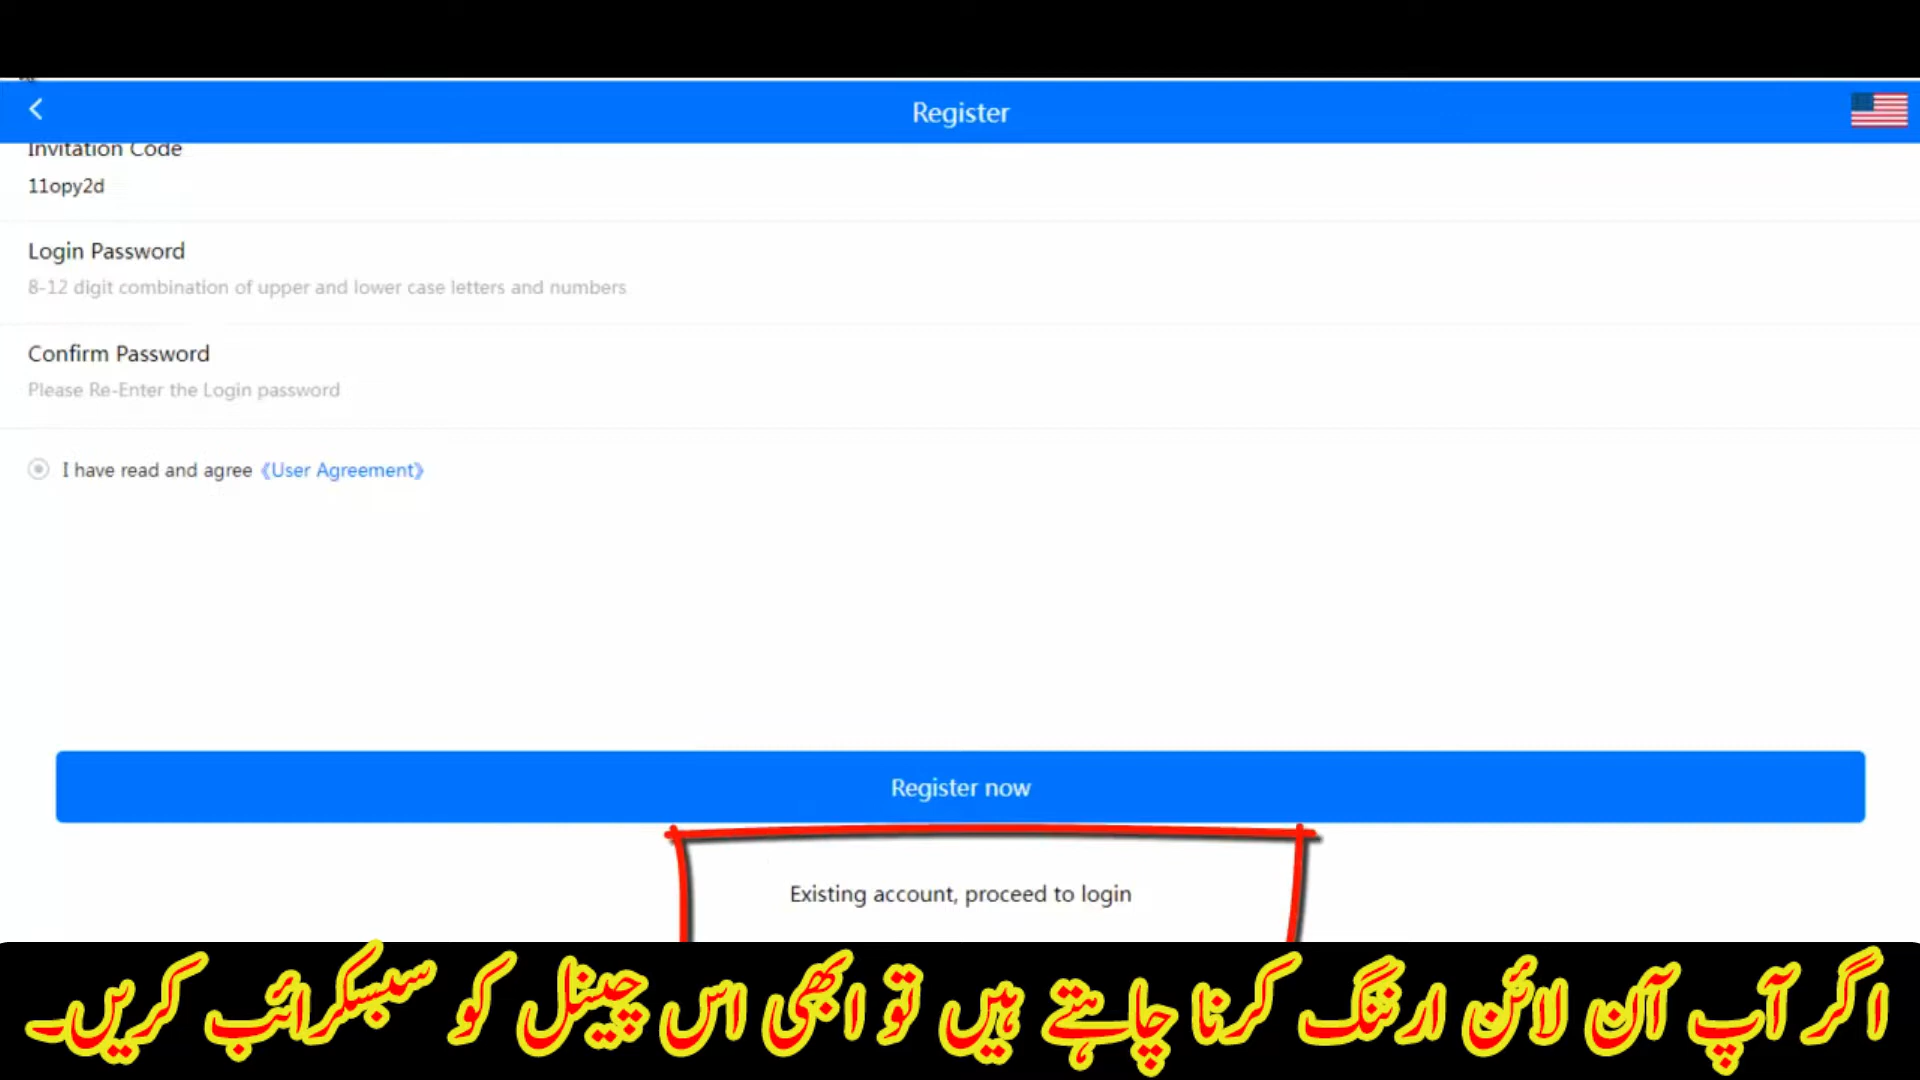 Register
Invitation Code
11opy2d
Login Password
8-12 digit combination of upper and lower case letters and numbers
Confirm Password
Please Re-Enter the Login password
I have read and agree 《User Agreement》
Register now
Existing account, proceed to login
اگر آپ آن لائن ارننگ کرنا چاہتے ہیں تو ابھی اس چینل کو سبسکرائب کریں۔